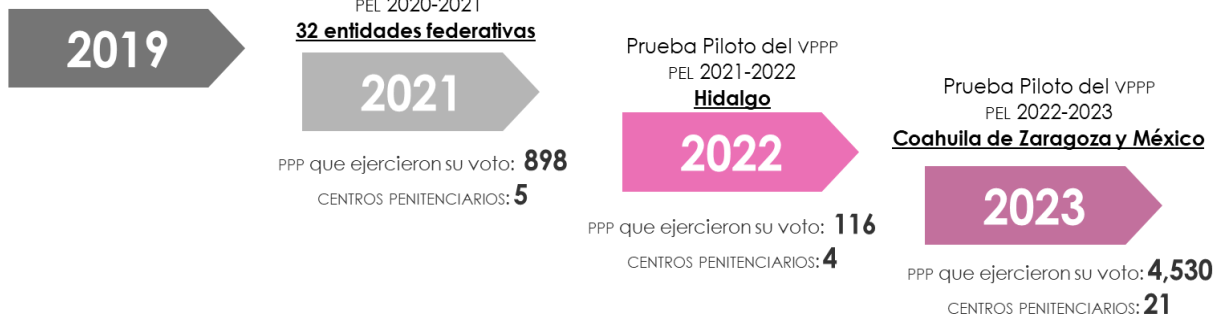 2019
PEL 2020-2021
32 entidades federativas
2021
PPP que ejercieron su voto: 898
CENTROS PENITENCIARIOS: 5
Prueba Piloto del VPPP
PEL 2021-2022
Hidalgo
2022
PPP que ejercieron su voto: 116
CENTROS PENITENCIARIOS: 4
Prueba Piloto del VPPP
PEL 2022-2023
Coahuila de Zaragoza y México
2023
PPP que ejercieron su voto: 4,530
CENTROS PENITENCIARIOS: 21